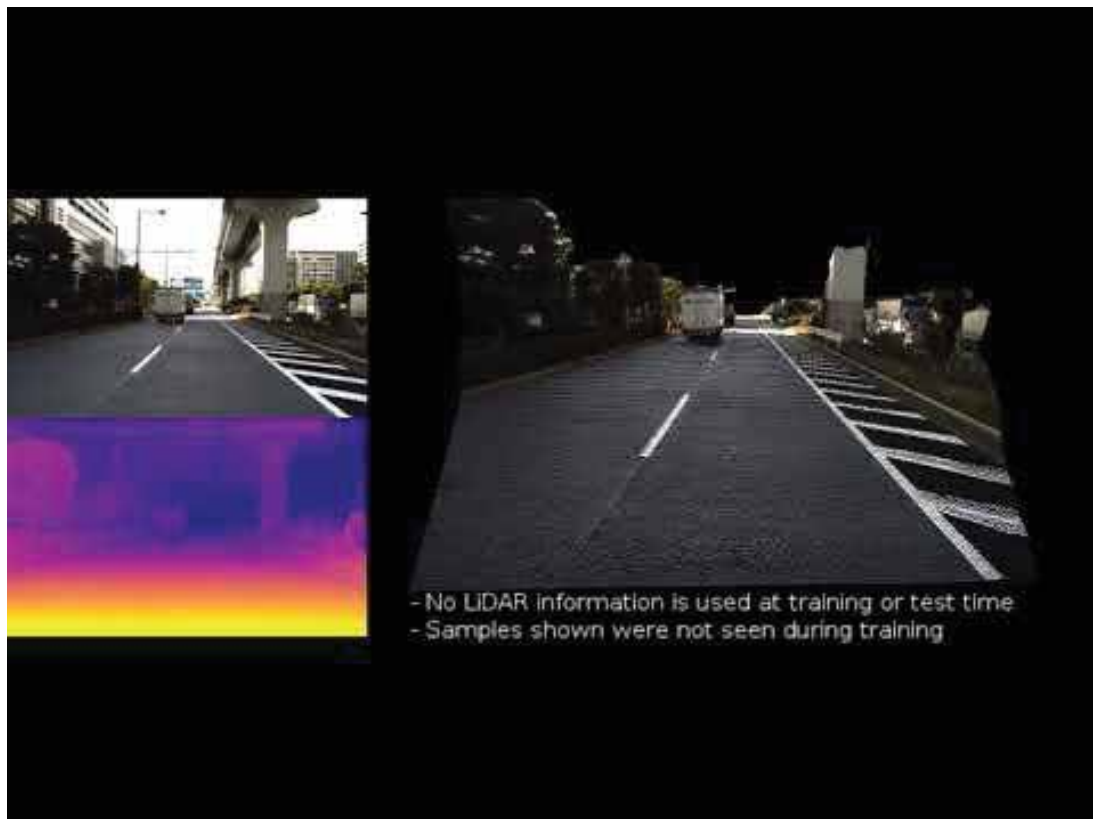 - No LiDAR information is used at training or test time
- Samples shown were not seen during training